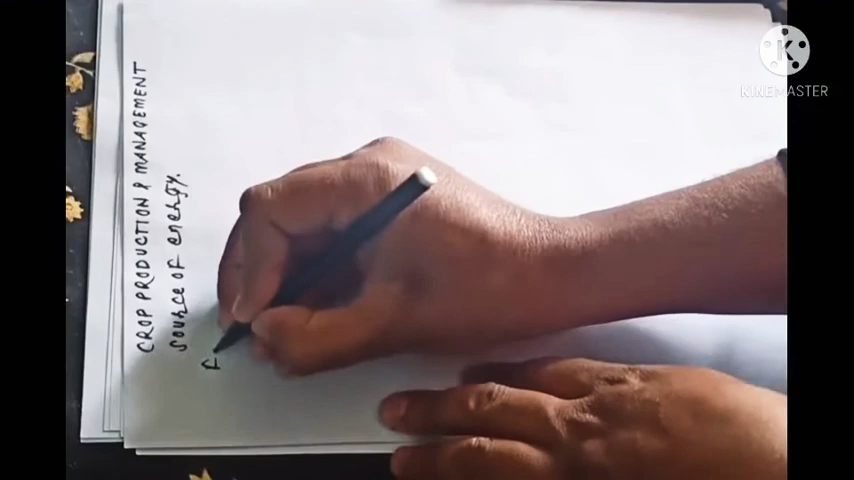 CROP PRODUCTION & MANAGEMENT
source of energy.
KINEMASTER